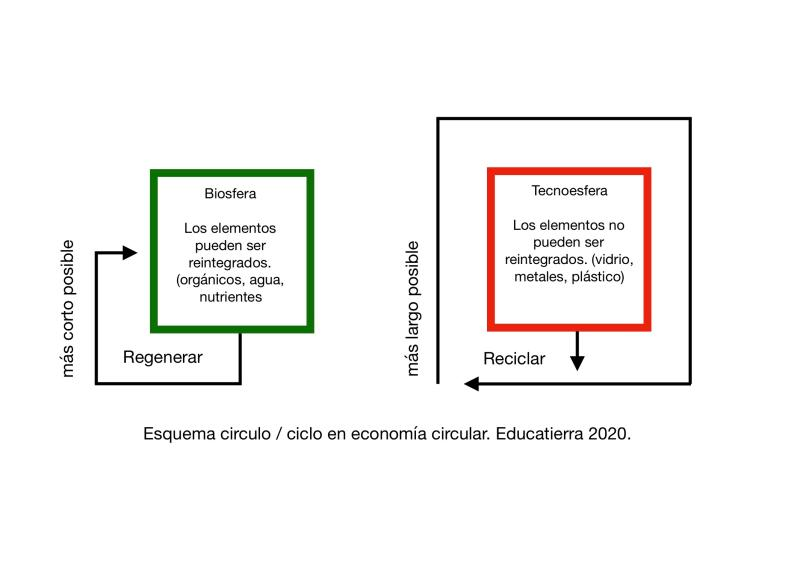 Biosfera
Los elementos
pueden ser
reintegrados.
(orgánicos, agua,
nutrientes
más corto posible
Regenerar
Tecnoesfera
Los elementos no
pueden ser
reintegrados. (vidrio,
metales, plástico)
más largo posible
Reciclar
Esquema circulo / ciclo en economía circular. Educatierra 2020.